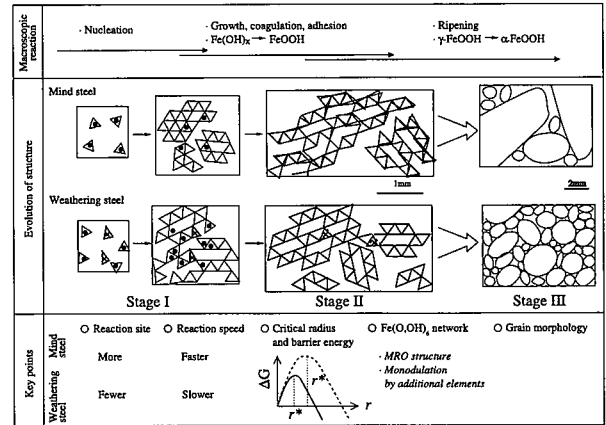 Macroscopic
reaction
· Nucleation
· Growth, coagulation, adhesion
· Fe(OH)x → FeOOH
· Ripening
· γ-FeOOH → α-FeOOH
Evolution of structure
Mind steel
1mm
2mm
Weathering steel
Stage I
Stage II
Stage III
Key points
Mind
steel
Weathering
steel
○ Reaction site
○ Reaction speed
○ Critical radius
and barrier energy
○ Fe(O,OH)6 network
○ Grain morphology
More
Faster
Fewer
Slower
ΔG
r*
r*
r
· MRO structure
· Monodulation
by additional elements